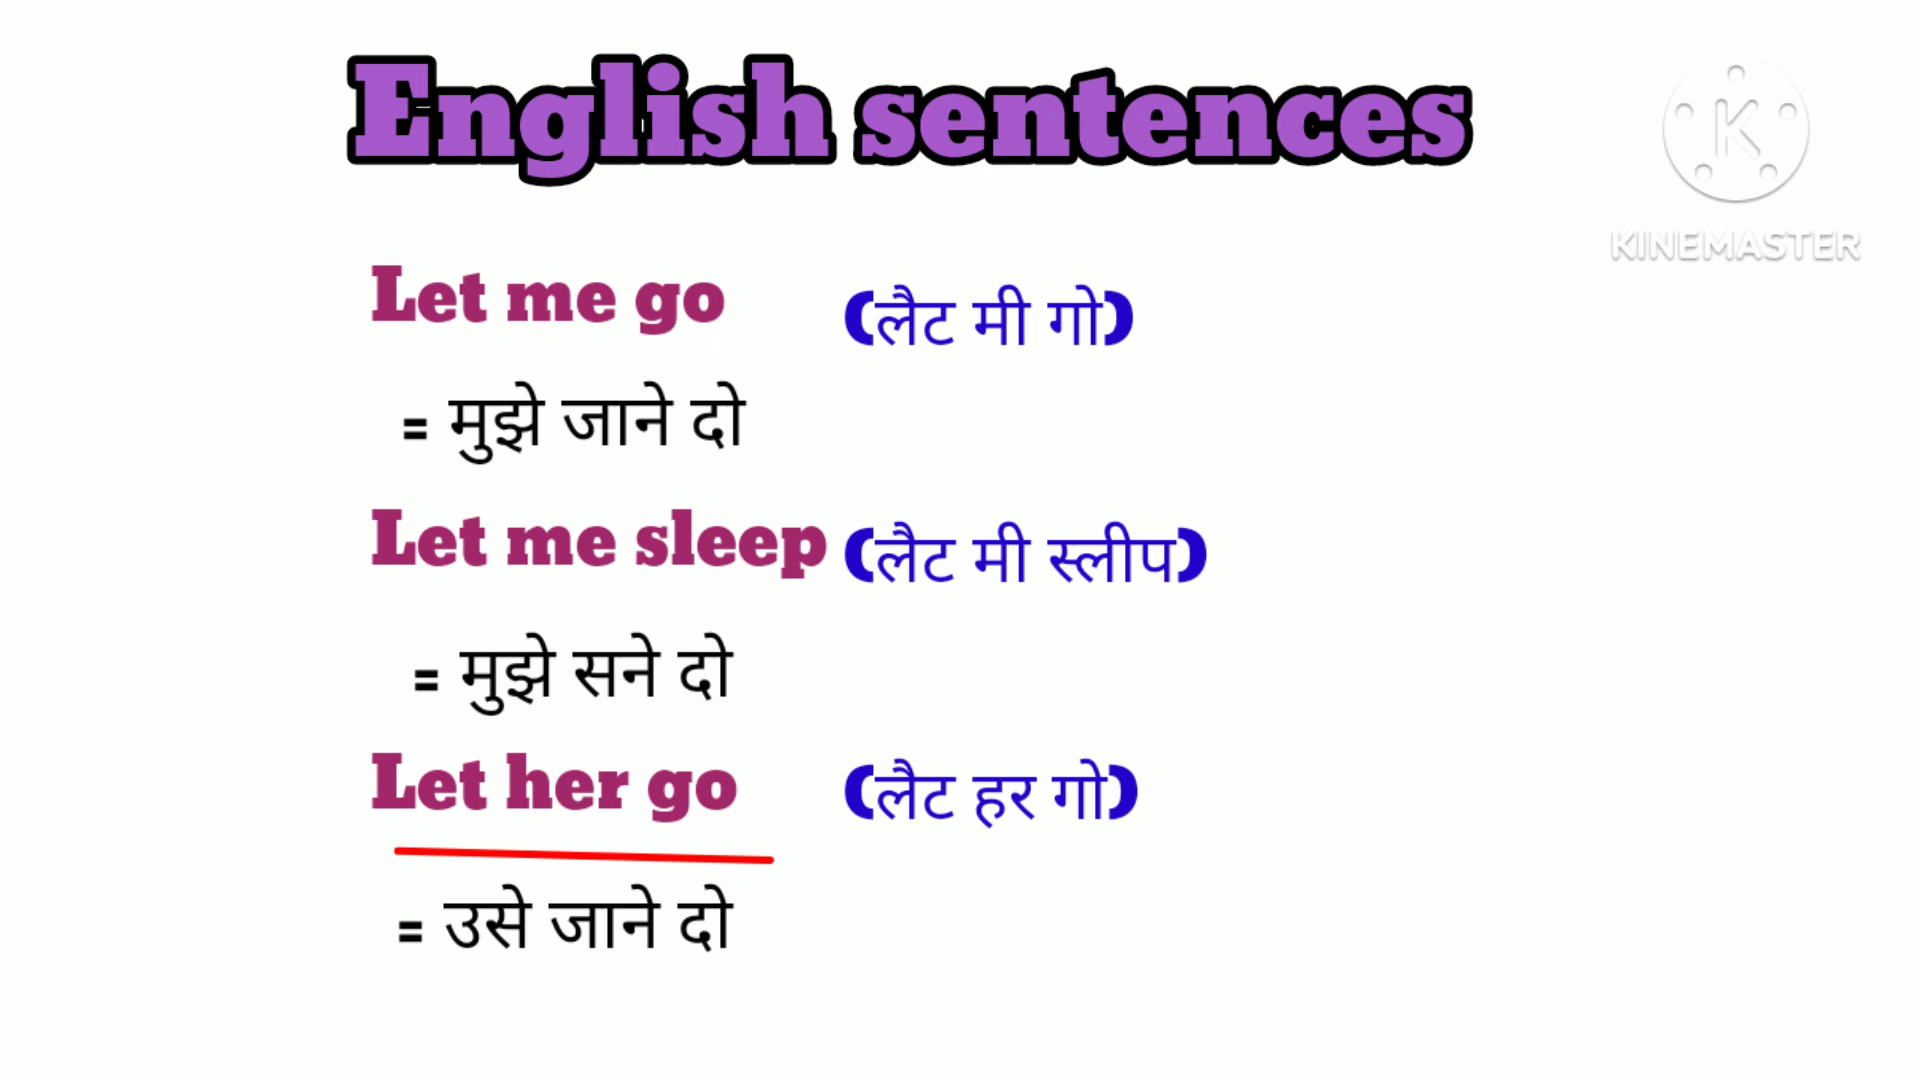 English sentences
K
KINEMASTER
Let me go (लैट मी गो)
= मुझे जाने दो
Let me sleep (लैट मी स्लीप)
= मुझे सने दो
Let her go (लैट हर गो)
= उसे जाने दो